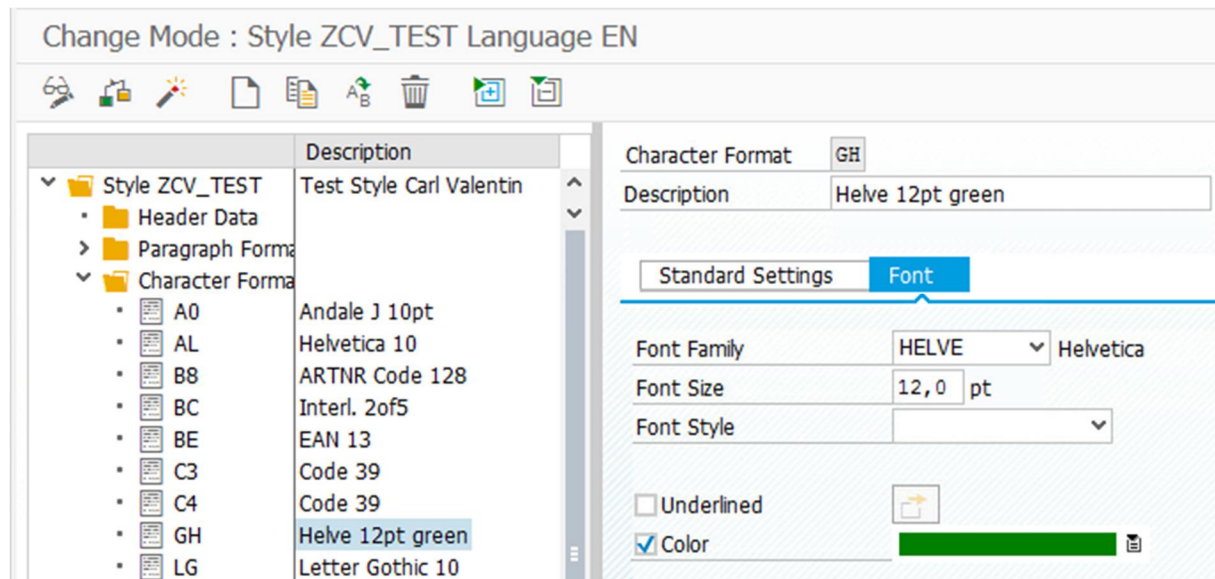 Change Mode : Style ZCV_TEST Language EN
A
B
Description
Style ZCV_TEST
Test Style Carl Valentin
Header Data
Paragraph Forma
Character Forma
A0
Andale J 10pt
AL
Helvetica 10
B8
ARTNR Code 128
BC
Interl. 2of5
BE
EAN 13
C3
Code 39
C4
Code 39
GH
Helve 12pt green
LG
Letter Gothic 10
Character Format
GH
Description
Helve 12pt green
Standard Settings
Font
Font Family
HELVE
Helvetica
Font Size
12,0
pt
Font Style
Underlined
Color